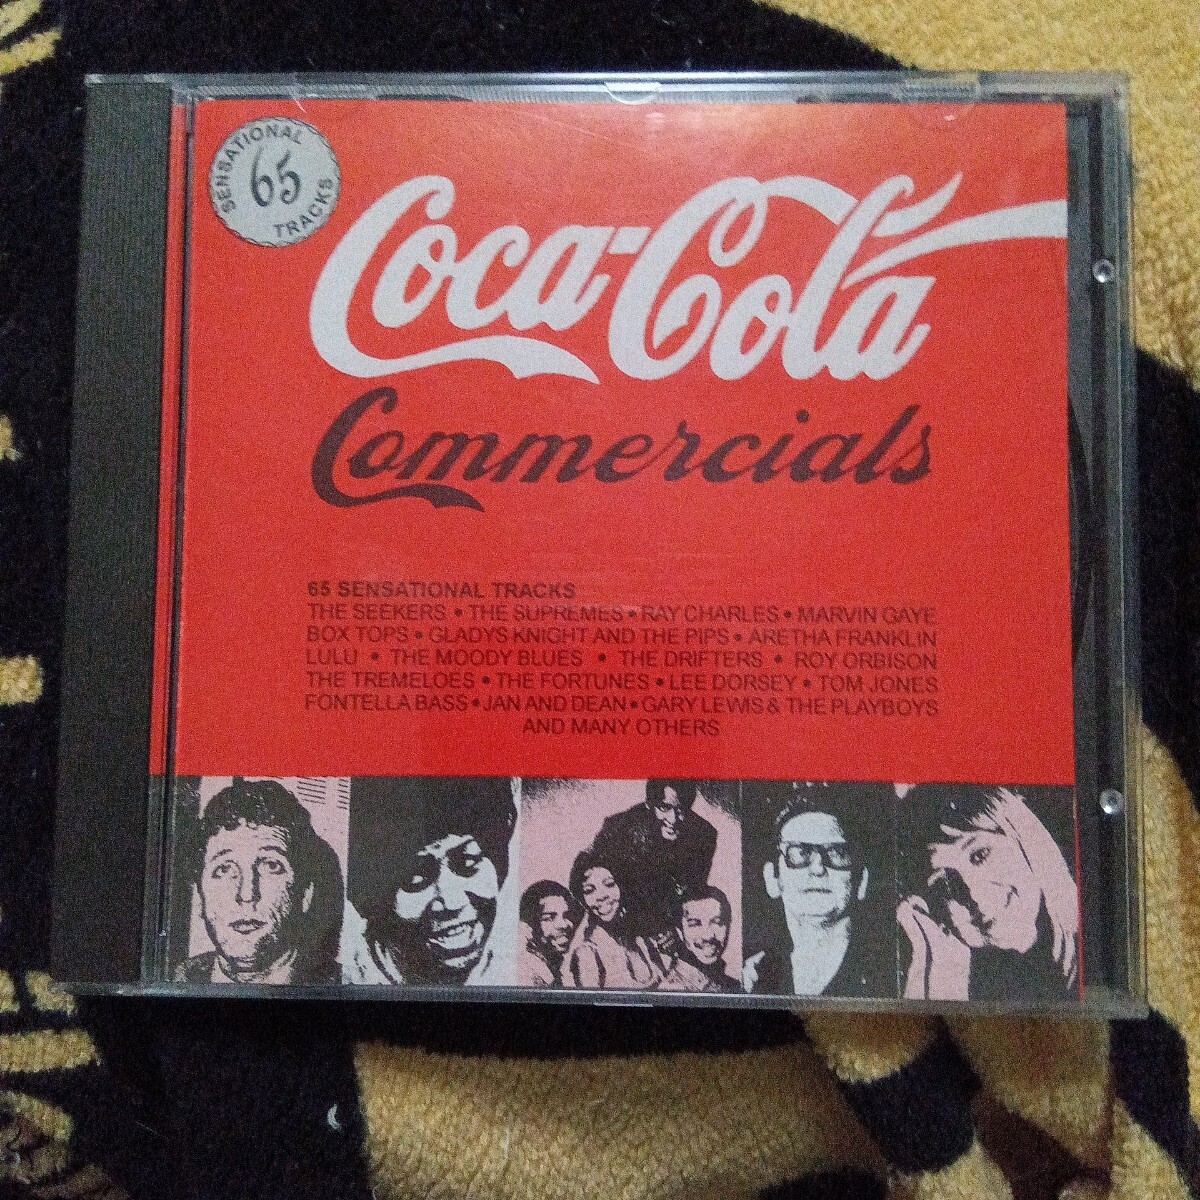 SENSATIONAL
65
TRACKS
Coca-Cola
Commercials
65 SENSATIONAL TRACKS
THE SEEKERS • THE SUPREMES • RAY CHARLES • MARVIN GAYE
BOX TOPS • GLADYS KNIGHT AND THE PIPS • ARETHA FRANKLIN
LULU • THE MOODY BLUES • THE DRIFTERS • ROY ORBISON
THE TREMELOES • THE FORTUNES • LEE DORSEY • TOM JONES
FONTELLA BASS • JAN AND DEAN • GARY LEWIS & THE PLAYBOYS
AND MANY OTHERS